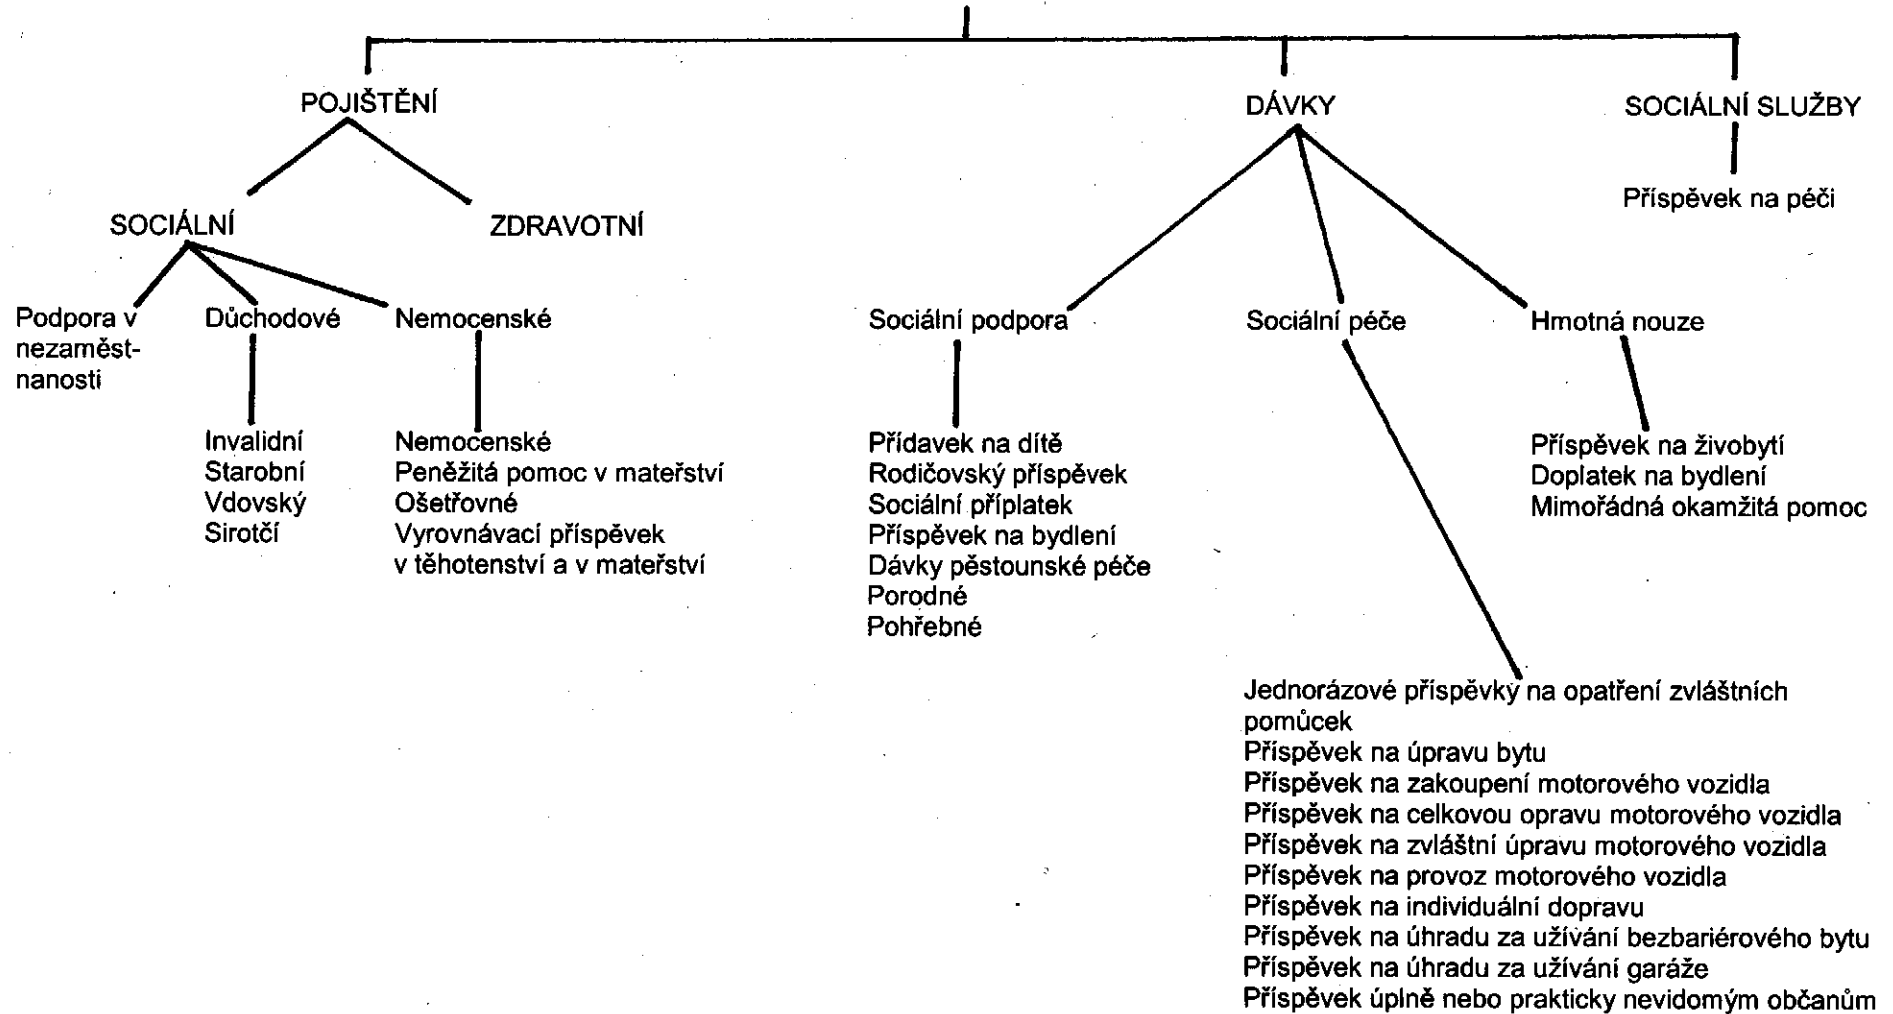 POJIŠTĚNÍ
DÁVKY
SOCIÁLNÍ SLUŽBY
Příspěvek na péči
SOCIÁLNÍ
ZDRAVOTNÍ
Podpora v
nezaměst-
nanosti
Důchodové
Nemocenské
Sociální podpora
Sociální péče
Hmotná nouze
Invalidní
Starobní
Vdovský
Sirotčí
Nemocenské
Peněžitá pomoc v mateřství
Ošetřovné
Vyrovnávací příspěvek
v těhotenství a v mateřství
Přídavek na dítě
Rodičovský příspěvek
Sociální příplatek
Příspěvek na bydlení
Dávky pěstounské péče
Porodné
Pohřebné
Příspěvek na živobytí
Doplatek na bydlení
Mimořádná okamžitá pomoc
Jednorázové příspěvky na opatření zvláštních
pomůcek
Příspěvek na úpravu bytu
Příspěvek na zakoupení motorového vozidla
Příspěvek na celkovou opravu motorového vozidla
Příspěvek na zvláštní úpravu motorového vozidla
Příspěvek na provoz motorového vozidla
Příspěvek na individuální dopravu
Příspěvek na úhradu za užívání bezbariérového bytu
Příspěvek na úhradu za užívání garáže
Příspěvek úplně nebo prakticky nevidomým občanům